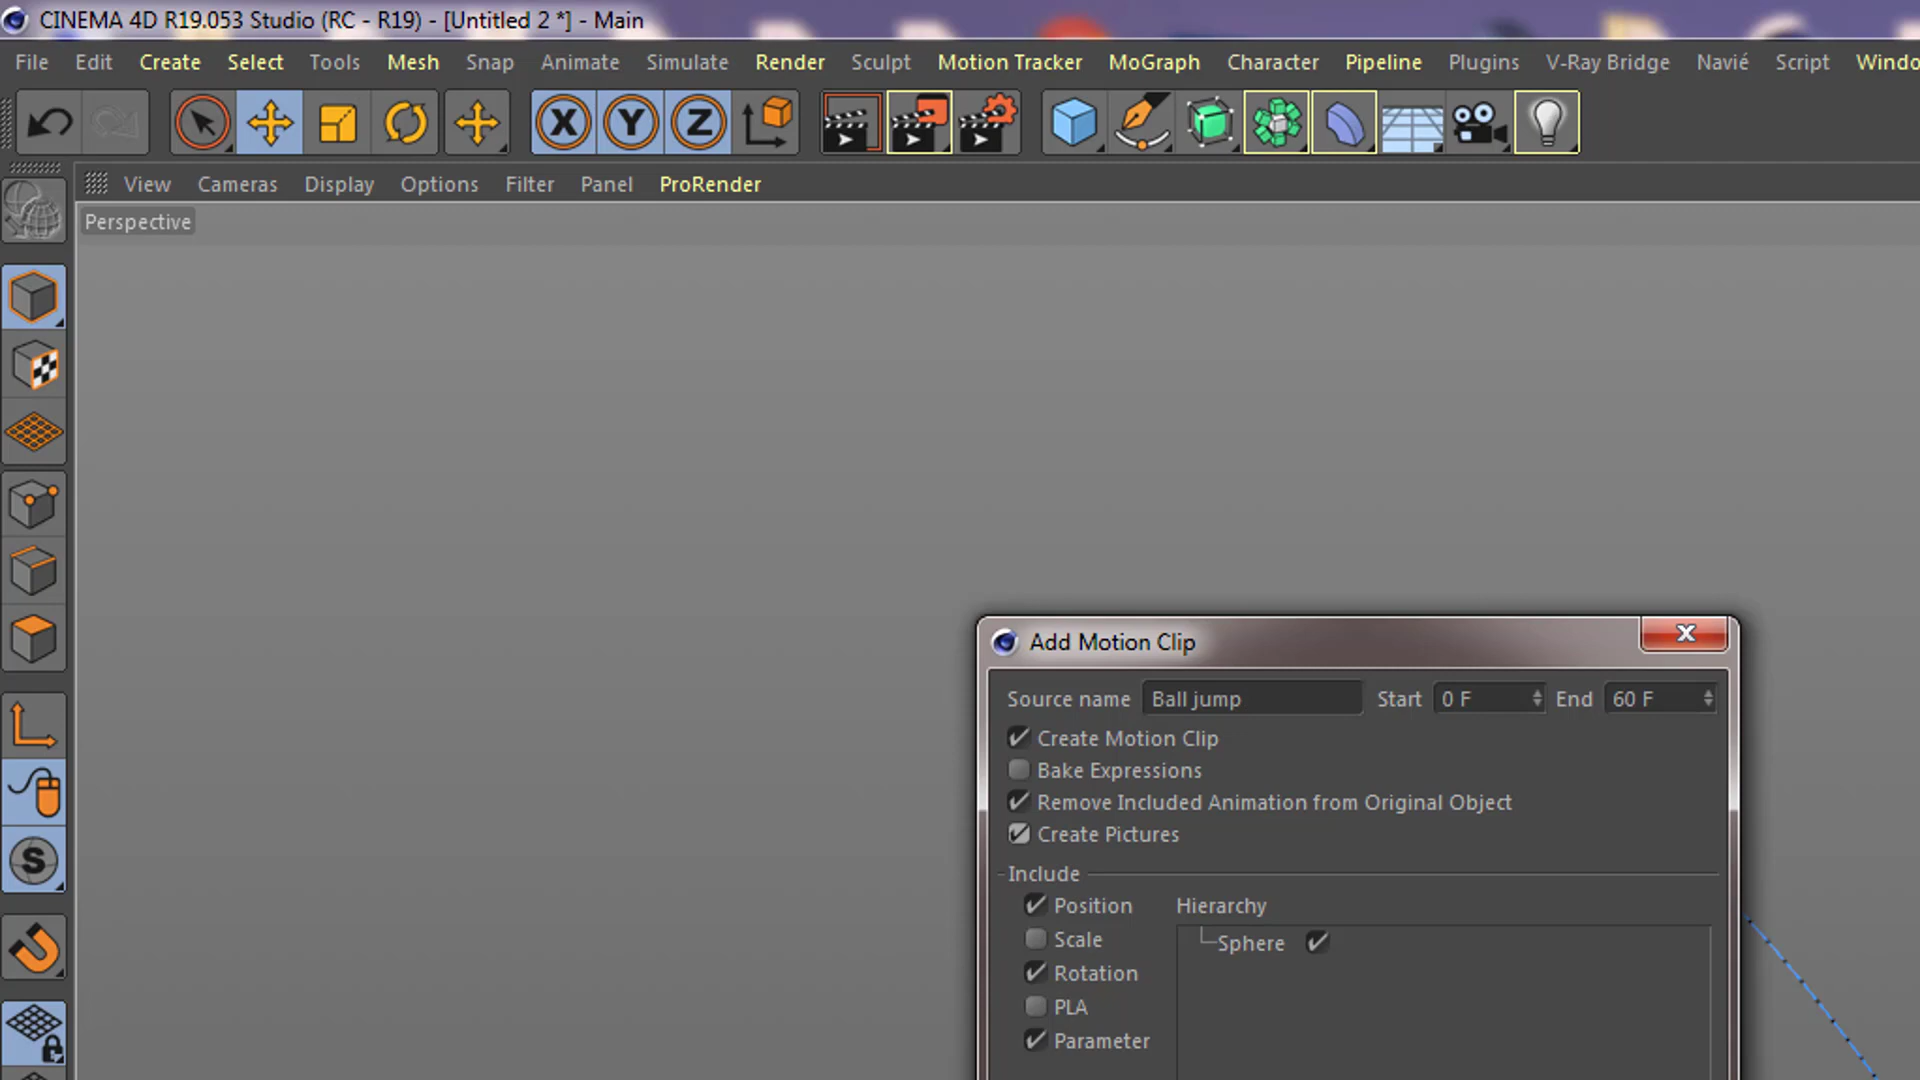 CINEMA 4D R19.053 Studio (RC - R19) - [Untitled 2 *] - Main
File Edit Create Select Tools Mesh Snap Animate Simulate Render Sculpt Motion Tracker MoGraph Character Pipeline Plugins V-Ray Bridge Navié Script Windo
X Y Z
View Cameras Display Options Filter Panel ProRender
Perspective
Add Motion Clip
Source name Ball jump Start 0 F End 60 F
Create Motion Clip
Bake Expressions
Remove Included Animation from Original Object
Create Pictures
S
Include
Position Hierarchy
Scale Sphere
Rotation
PLA
Parameter